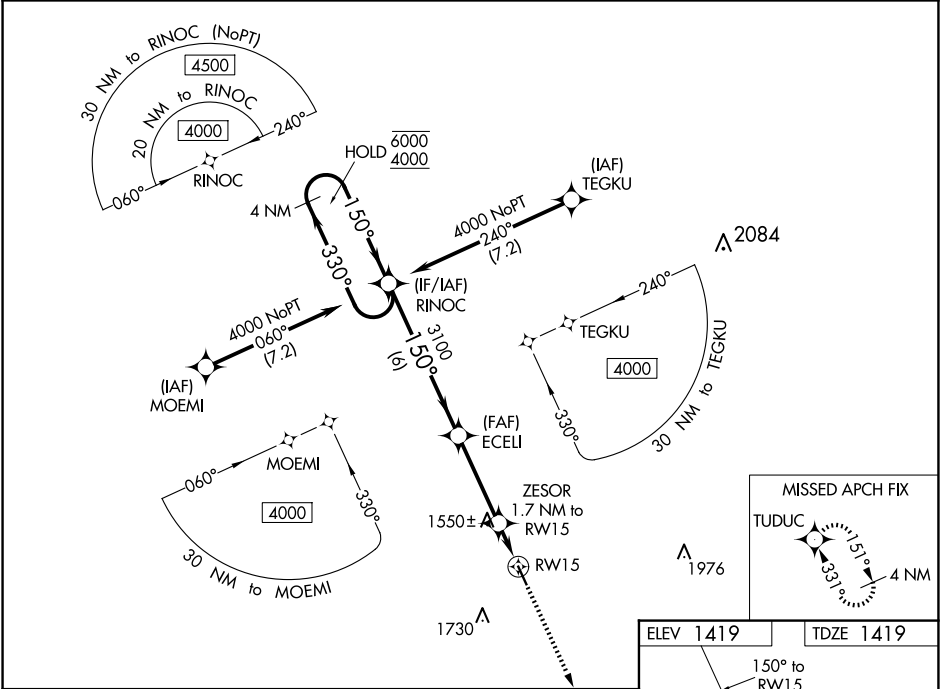 30 NM to RINOC (NoPT)
4500
20 NM to RINOC
4000
240°
060°
RINOC
HOLD 6000
4000
4 NM
150°
330°
(IAF)
TEGKU
4000 NoPT
240°
(7.2)
2084
(IF/IAF)
RINOC
4000 NoPT
060°
(7.2)
(IAF)
MOEMI
3100
150°
(6)
240°
TEGKU
4000
330°
30 NM to TEGKU
(FAF)
ECELI
060°
MOEMI
330°
4000
30 NM to MOEMI
ZESOR
1.7 NM to
RW15
1550±
RW15
1976
1730
MISSED APCH FIX
TUDUC
151°
331°
4 NM
ELEV 1419
TDZE 1419
150° to
RW15